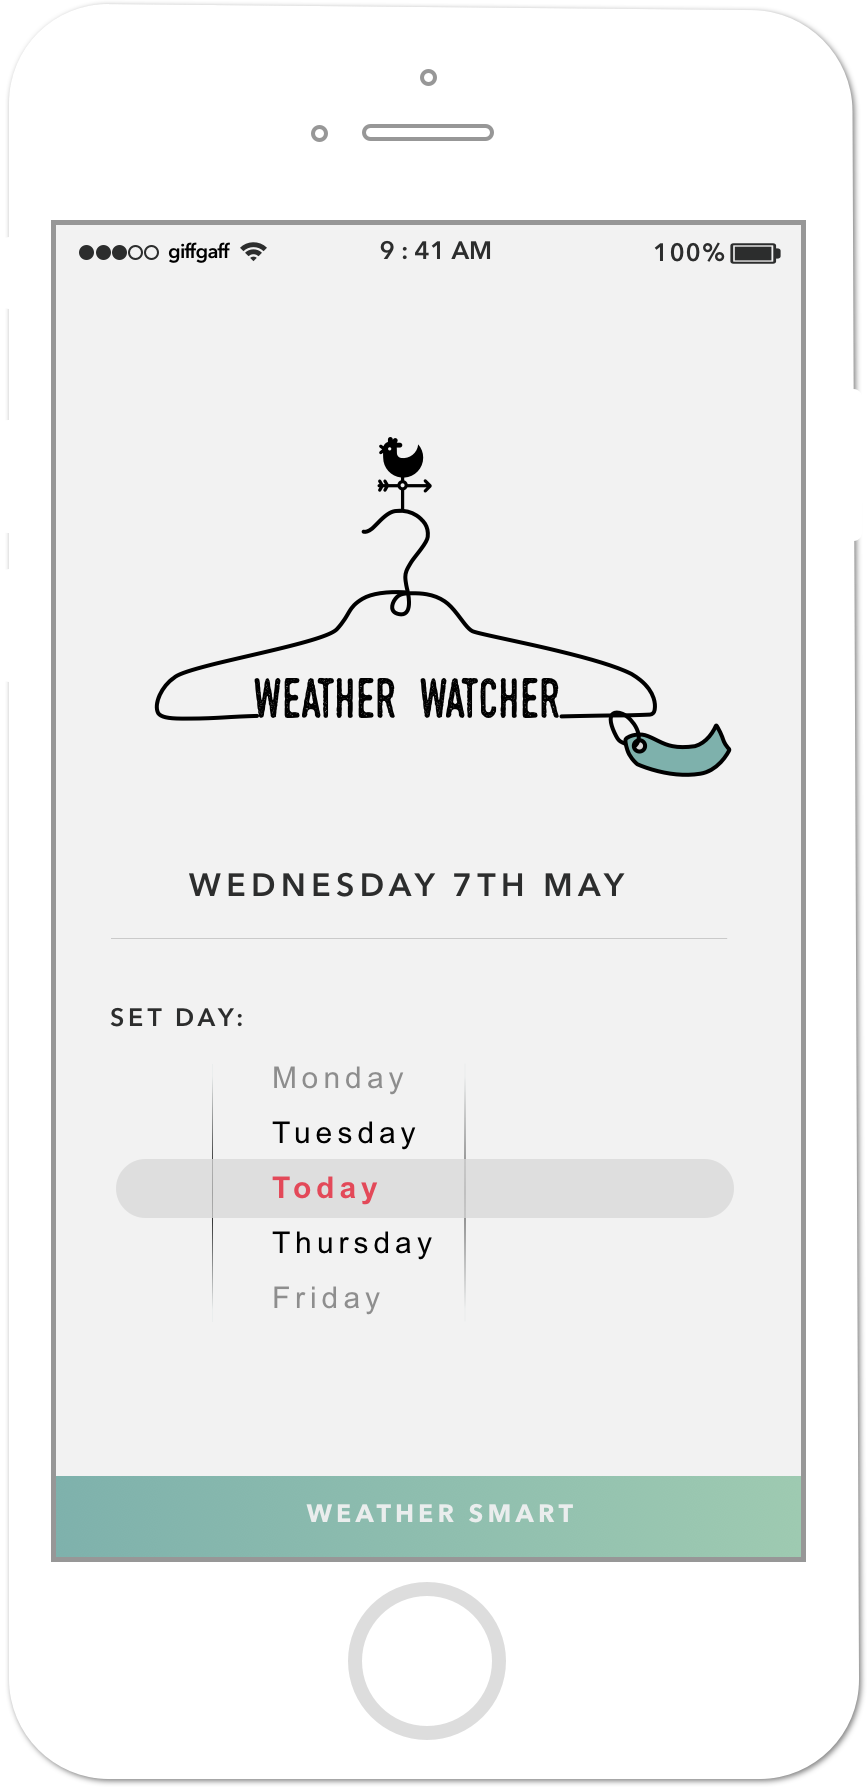 giffgaff 9 : 41 AM 100%
WEATHER WATCHER
WEDNESDAY 7TH MAY
SET DAY:
Monday
Tuesday
Today
Thursday
Friday
WEATHER SMART